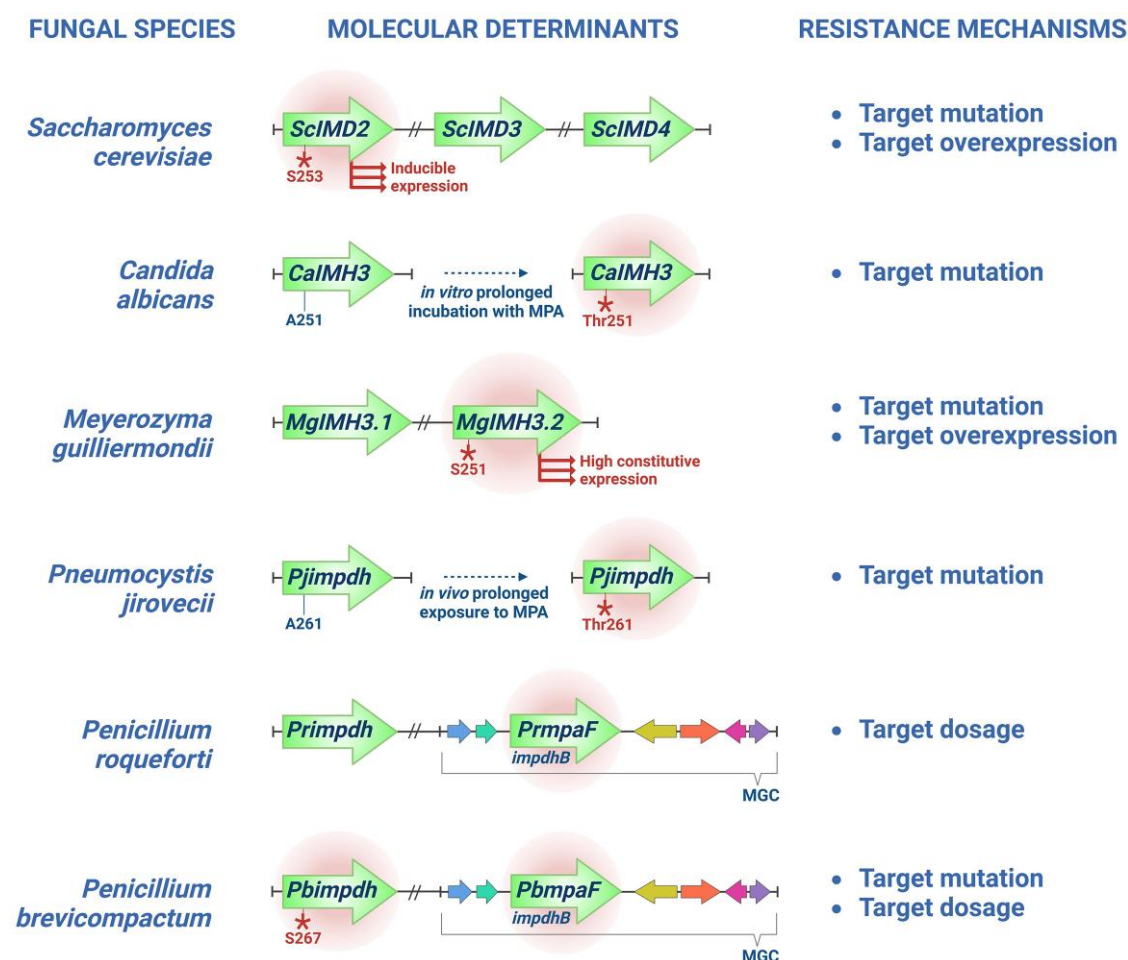 FUNGAL SPECIES
MOLECULAR DETERMINANTS
RESISTANCE MECHANISMS
Saccharomyces
cerevisiae
ScIMD2
//
ScIMD3
//
ScIMD4
*
S253
Inducible
expression
• Target mutation
• Target overexpression
Candida
albicans
CaIMH3
A251
in vitro prolonged
incubation with MPA
CaIMH3
*
Thr251
• Target mutation
Meyerozyma
guilliermondii
MgIMH3.1
//
MgIMH3.2
*
S251
High constitutive
expression
• Target mutation
• Target overexpression
Pneumocystis
jirovecii
Pjimpdh
A261
in vivo prolonged
exposure to MPA
Pjimpdh
*
Thr261
• Target mutation
Penicillium
roqueforti
Primpdh
//
PrmpaF
impdhB
MGC
• Target dosage
Penicillium
brevicompactum
Pbimpdh
*
S267
//
PbmpaF
impdhB
MGC
• Target mutation
• Target dosage